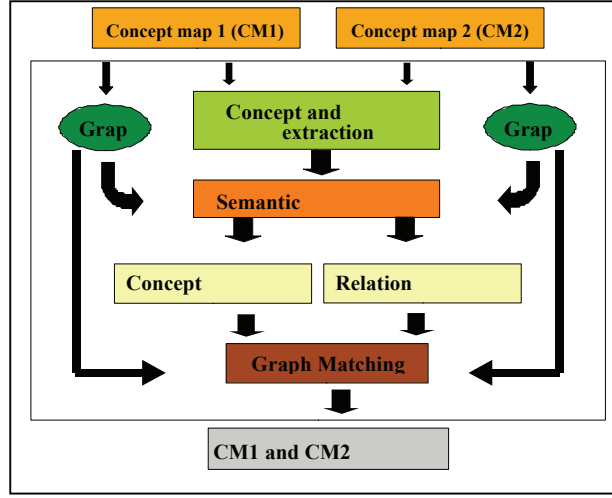 Concept map 1 (CM1)
Concept map 2 (CM2)
Grap
Concept and
extraction
Grap
Semantic
Concept
Relation
Graph Matching
CM1 and CM2